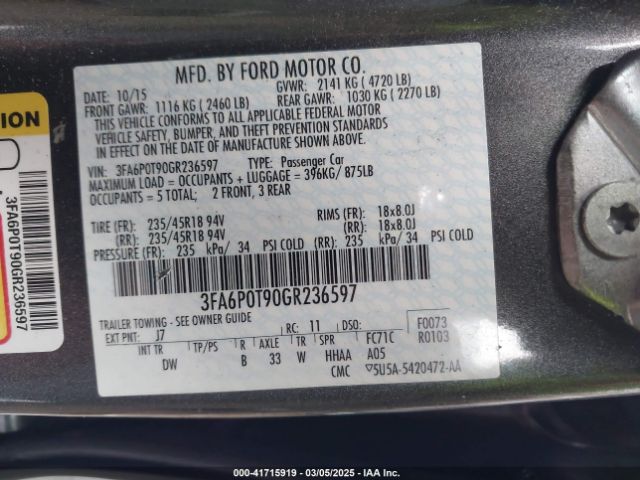 MFD. BY FORD MOTOR CO.
DATE: 10/15 GVWR: 2141 KG ( 4720 LB)
FRONT GAWR: 1116 KG ( 2460 LB) REAR GAWR: 1030 KG ( 2270 LB)
THIS VEHICLE CONFORMS TO ALL APPLICABLE FEDERAL MOTOR
VEHICLE SAFETY, BUMPER, AND THEFT PREVENTION STANDARDS
IN EFFECT ON THE DATE OF MANUFACTURE SHOWN ABOVE.
VIN: 3FA6P0T90GR236597 TYPE: Passenger Car
MAXIMUM LOAD = OCCUPANTS + LUGGAGE = 396KG/ 875LB
OCCUPANTS = 5 TOTAL; 2 FRONT, 3 REAR
TIRE (FR): 235/45R18 94V RIMS (FR): 18x8.0J
(RR): 235/45R18 94V (RR): 18x8.0J
PRESSURE (FR): 235 kPa/ 34 PSI COLD (RR): 235 kPa/ 34 PSI COLD
3FA6P0T90GR236597
TRAILER TOWING - SEE OWNER GUIDE
EXT PNT: J7 RC: 11 DSO: F0073
INT TR TP/PS R AXLE TR SPR FC71C R0103
DW B 33 W HHAA A05
CMC 5U5A-5420472-AA
ION
3FA6P0T90GR236597
000-41715919 - 03/05/2025 - IAA Inc.